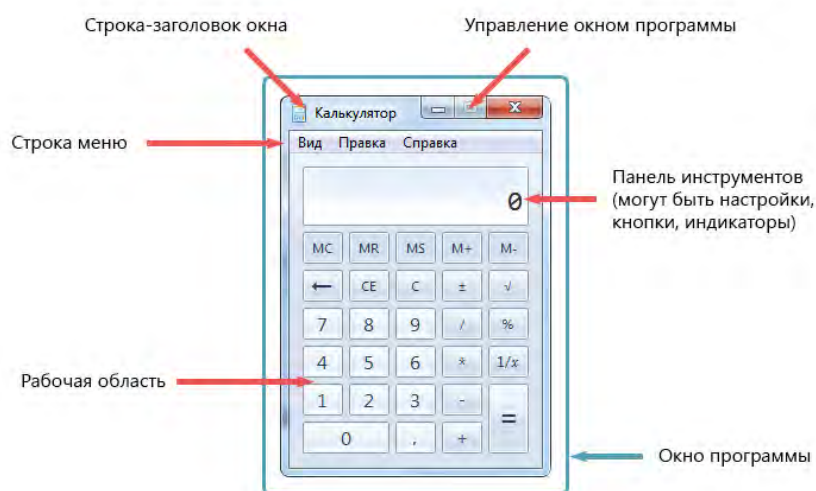 Строка-заголовок окна
Управление окном программы
Калькулятор
Строка меню
Вид Правка Справка
Панель инструментов
(могут быть настройки,
кнопки, индикаторы)
0
MC MR MS M+ M-
← CE C ± √
7 8 9 / %
4 5 6 * 1/x
Рабочая область
1 2 3 - =
0 , +
Окно программы